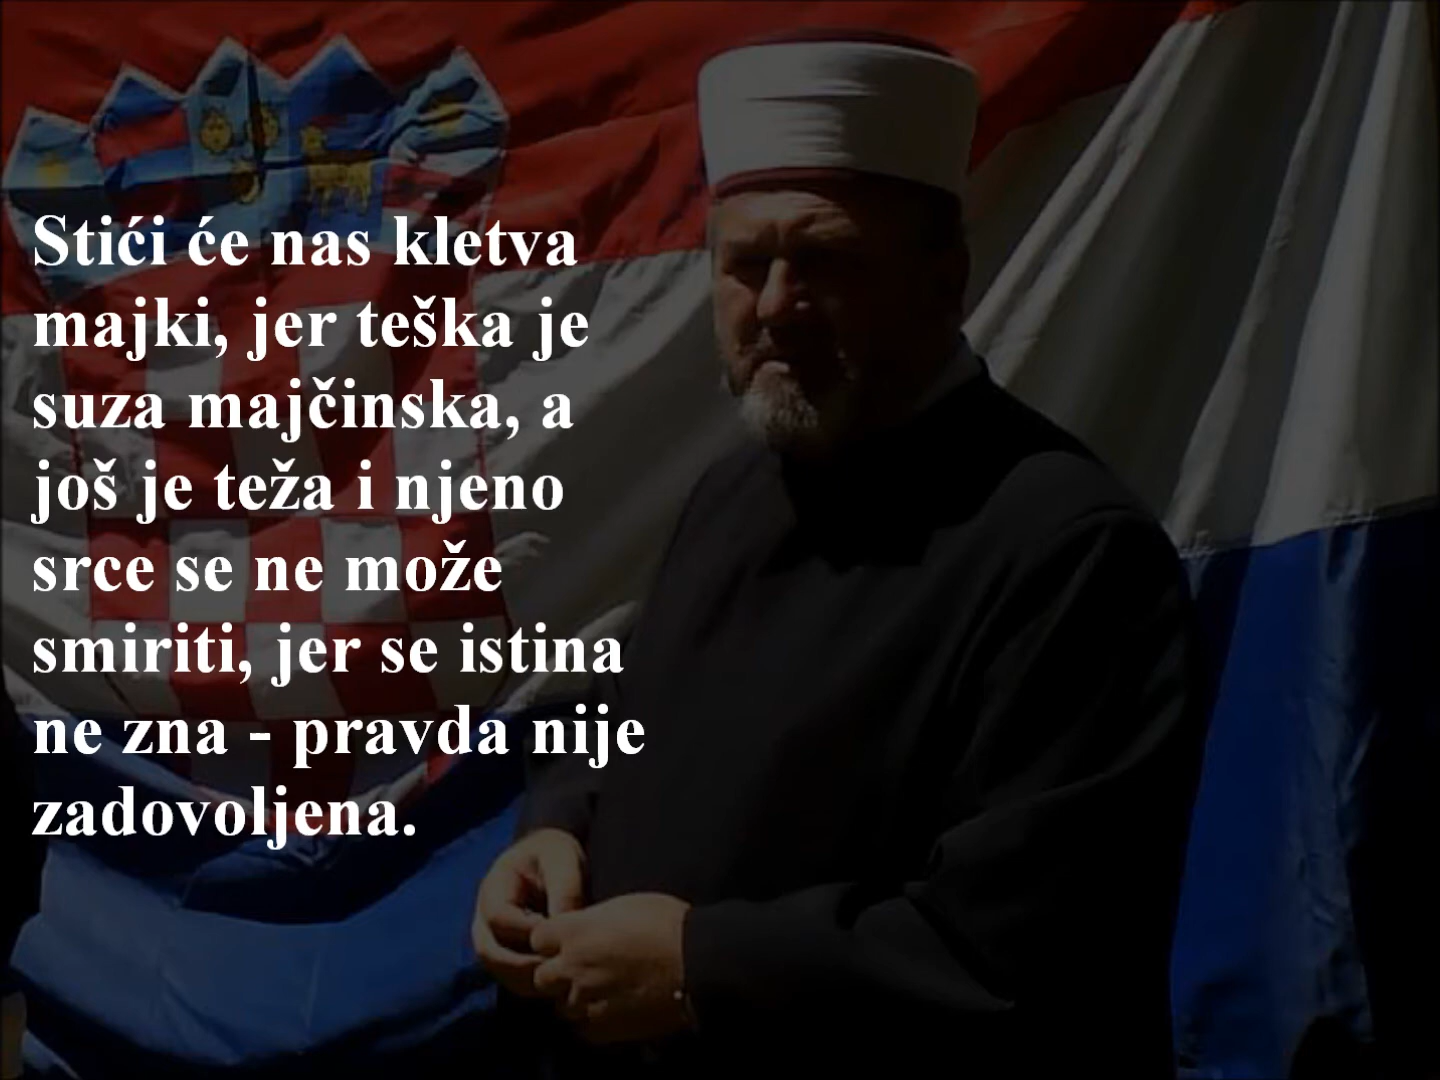 Stići će nas kletva
majki, jer teška je
suza majčinska, a
još je teža i njeno
srce se ne može
smiriti, jer se istina
ne zna - pravda nije
zadovoljena.